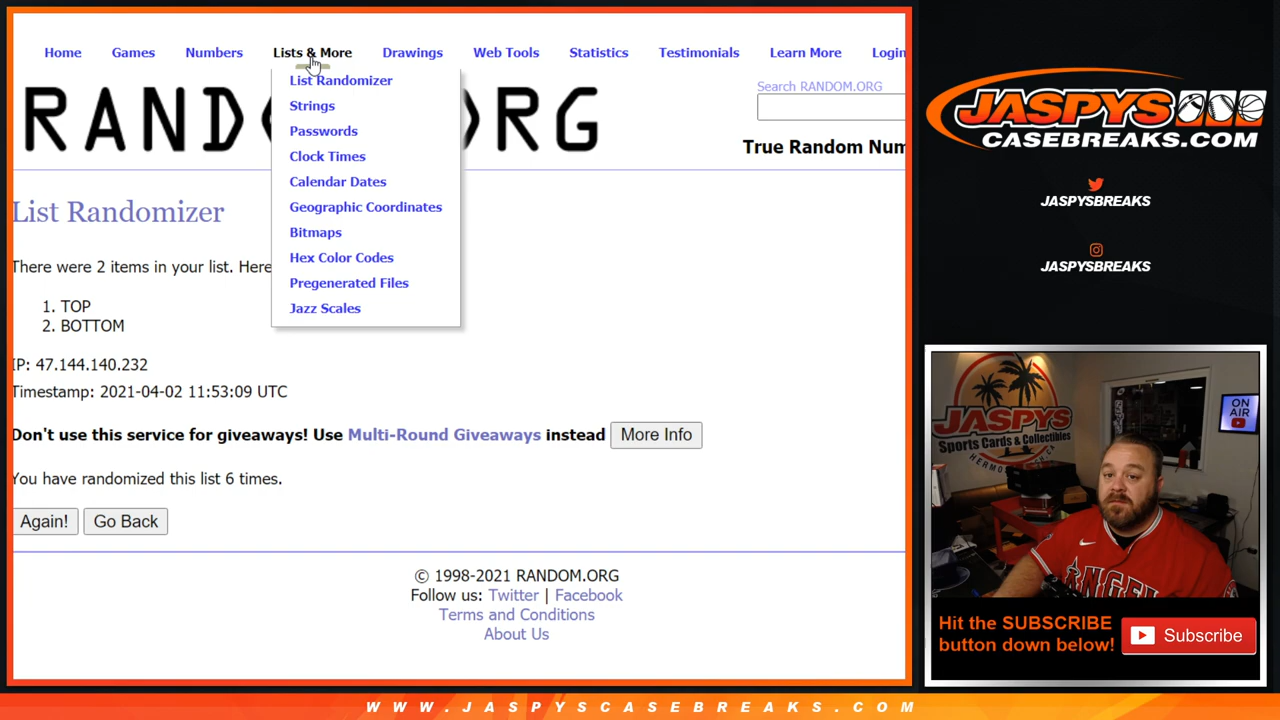 Home Games Numbers Lists & More Drawings Web Tools Statistics Testimonials Learn More Login
List Randomizer
Strings
Passwords
Clock Times
Calendar Dates
Geographic Coordinates
Bitmaps
Hex Color Codes
Pregenerated Files
Jazz Scales
RAND ORG
Search RANDOM.ORG
True Random Num
List Randomizer
There were 2 items in your list. Here
1. TOP
2. BOTTOM
IP: 47.144.140.232
Timestamp: 2021-04-02 11:53:09 UTC
Don't use this service for giveaways! Use Multi-Round Giveaways instead More Info
You have randomized this list 6 times.
Again! Go Back
© 1998-2021 RANDOM.ORG
Follow us: Twitter | Facebook
Terms and Conditions
About Us
JASPYS
CASEBREAKS.COM
JASPYSBREAKS
JASPYSBREAKS
JASPYS
Sports Cards & Collectibles
ON
AIR
ANGEL
Hit the SUBSCRIBE
button down below!
Subscribe
WWW.JASPYSCASEBREAKS.COM